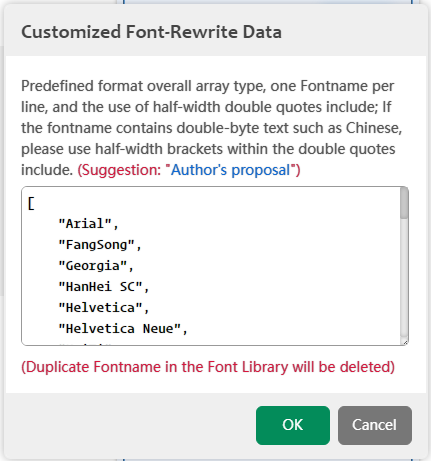 Customized Font-Rewrite Data
Predefined format overall array type, one Fontname per
line, and the use of half-width double quotes include; If
the fontname contains double-byte text such as Chinese,
please use half-width brackets within the double quotes
include. (Suggestion: "Author's proposal")
[
"Arial",
"FangSong",
"Georgia",
"HanHei SC",
"Helvetica",
"Helvetica Neue",
(Duplicate Fontname in the Font Library will be deleted)
OK
Cancel